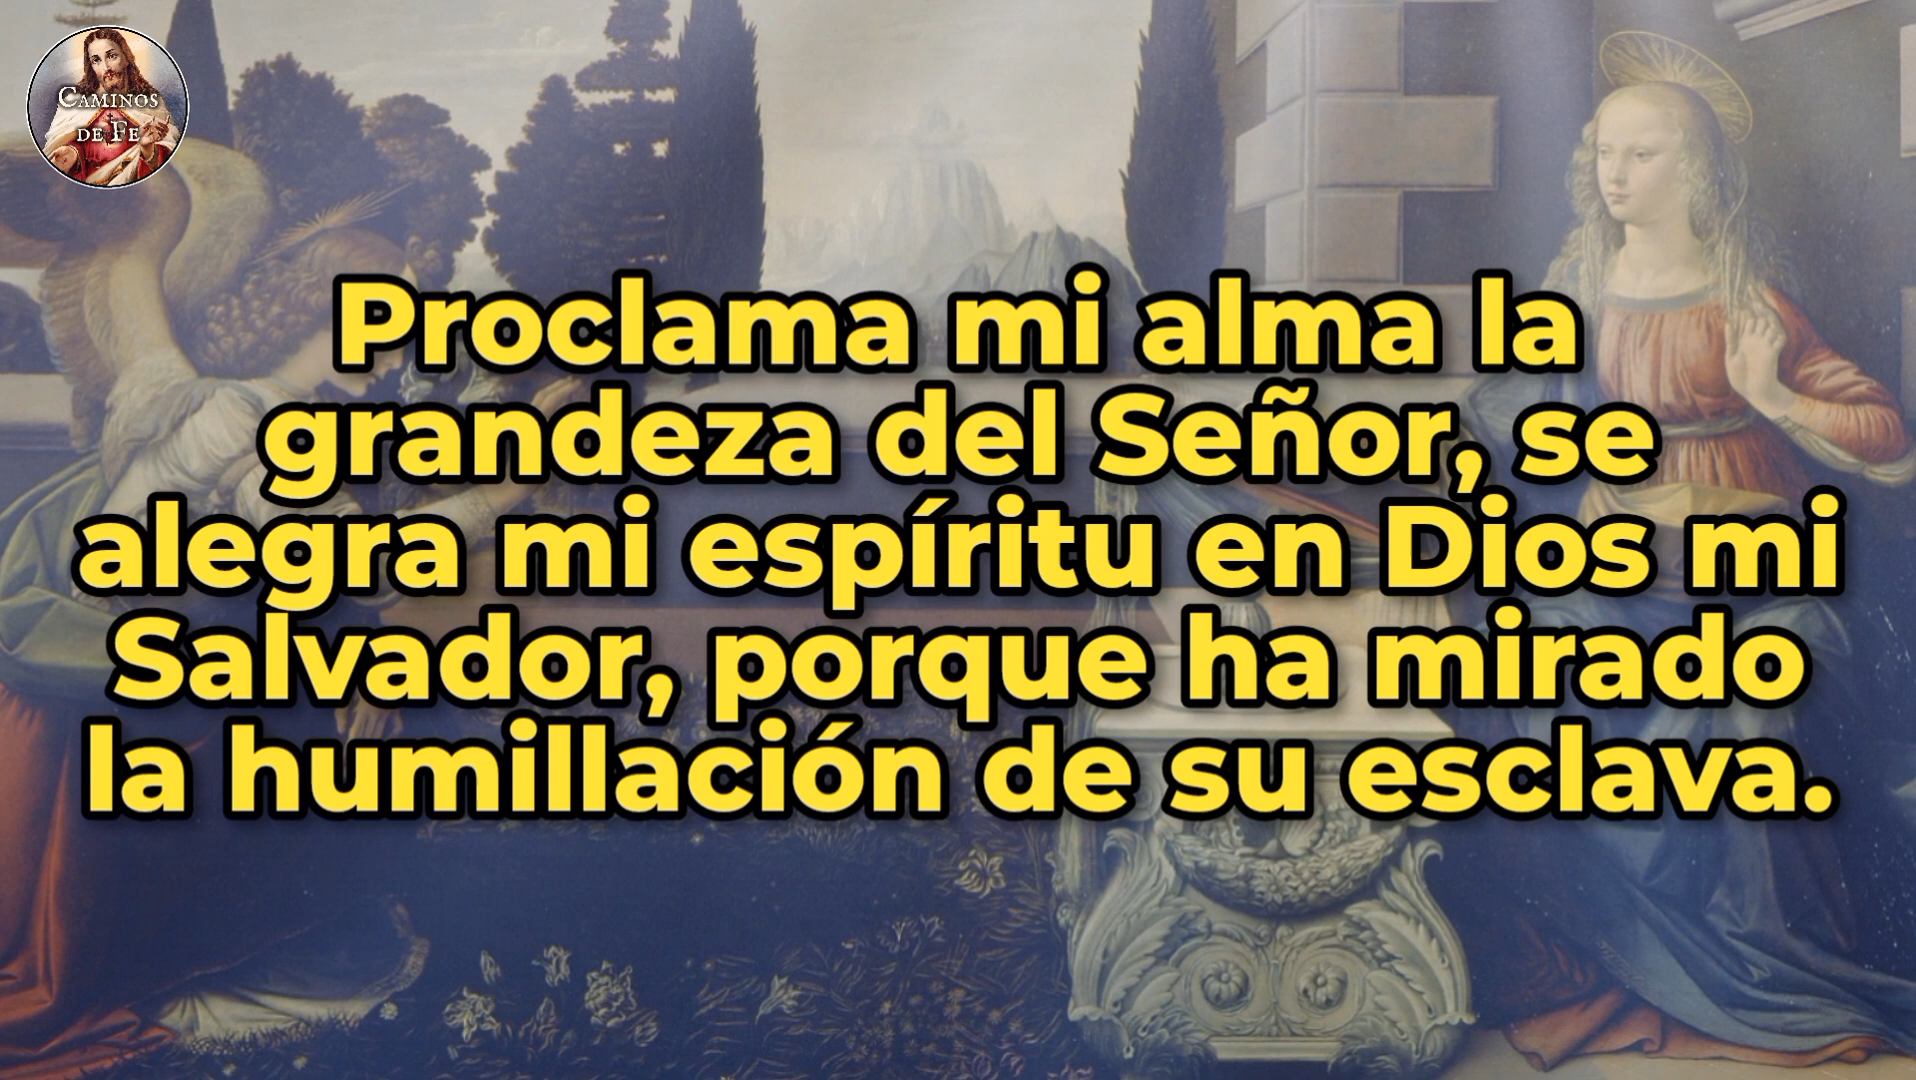 CAMINOS
DE FE
Proclama mi alma la
grandeza del Señor, se
alegra mi espíritu en Dios mi
Salvador, porque ha mirado
la humillación de su esclava.